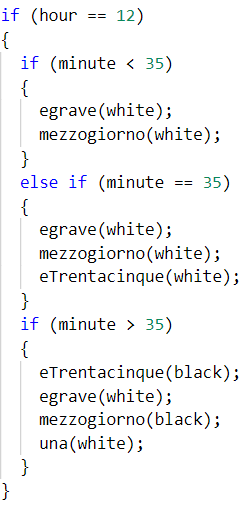 if (hour == 12)
{
  if (minute < 35)
  {
    egrave(white);
    mezzogiorno(white);
  }
  else if (minute == 35)
  {
    egrave(white);
    mezzogiorno(white);
    eTrentacinque(white);
  }
  if (minute > 35)
  {
    eTrentacinque(black);
    egrave(white);
    mezzogiorno(black);
    una(white);
  }
}